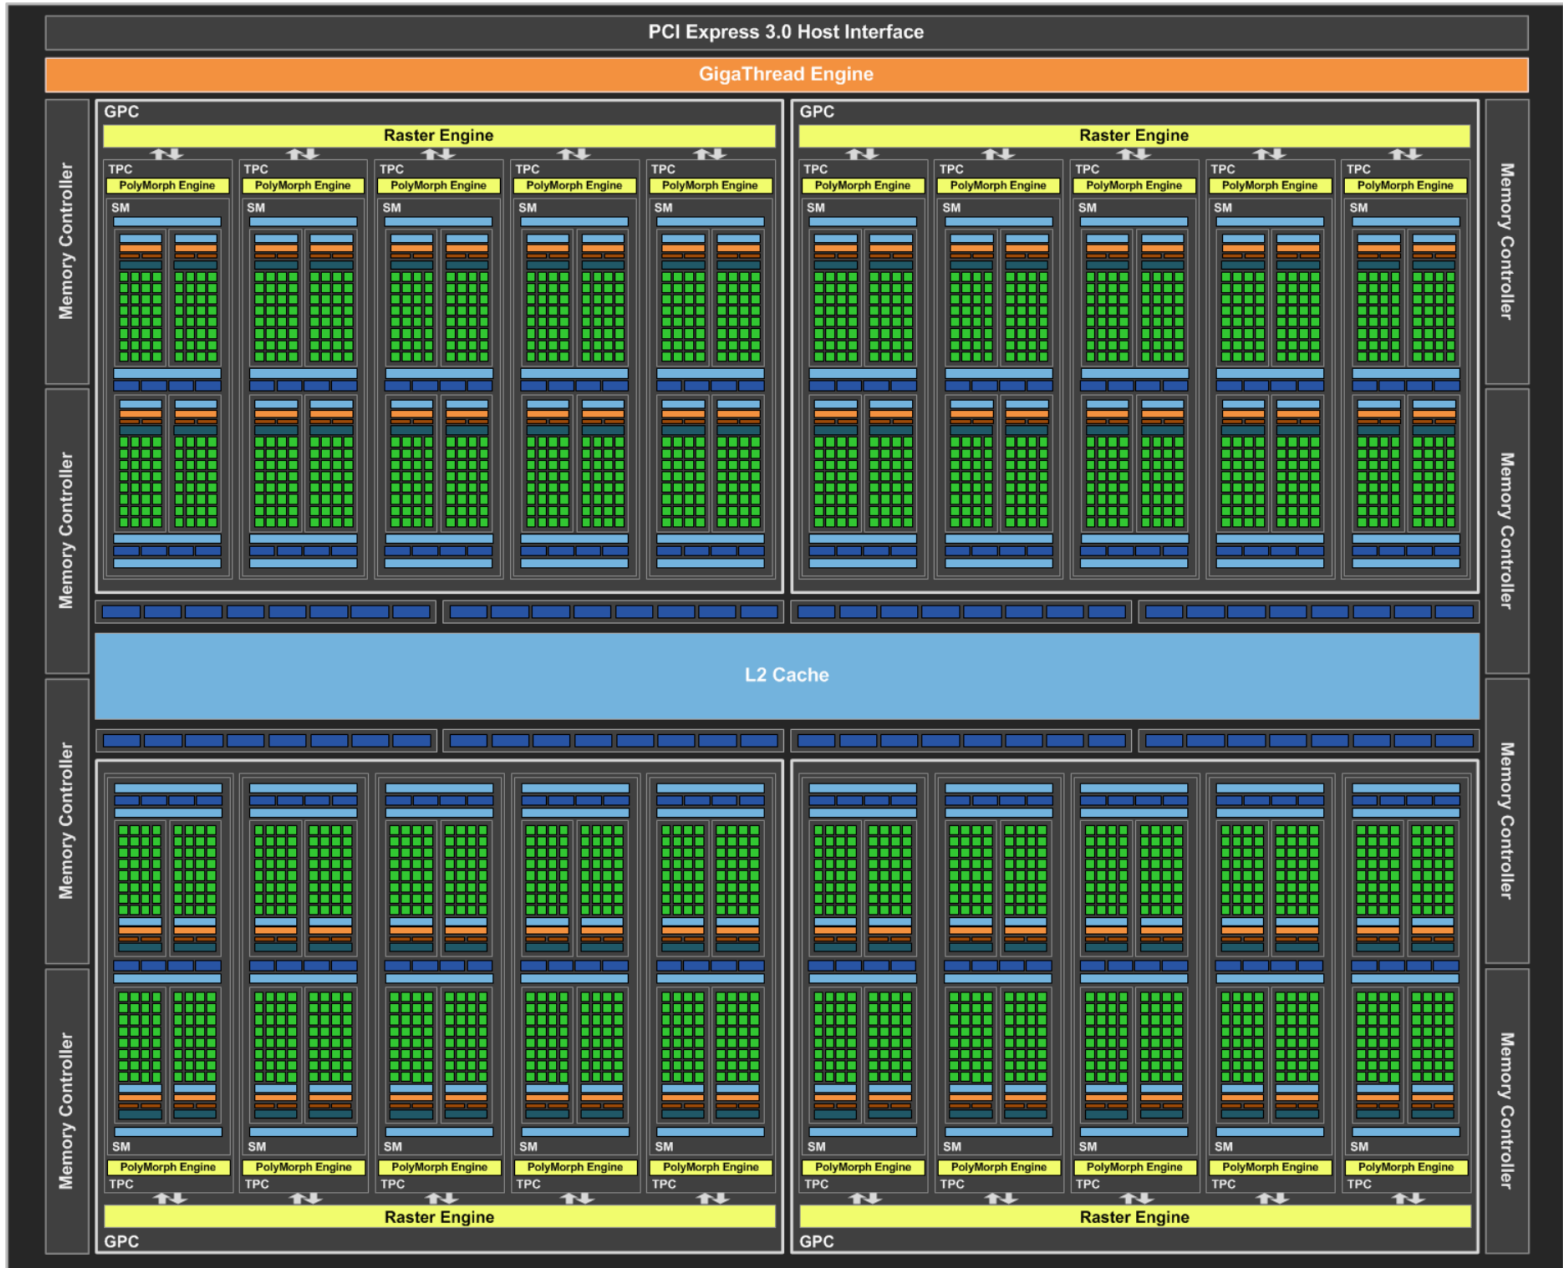 PCI Express 3.0 Host Interface
GigaThread Engine
Memory Controller
Memory Controller
Memory Controller
Memory Controller
GPC
Raster Engine
TPC TPC TPC TPC TPC
PolyMorph Engine PolyMorph Engine PolyMorph Engine PolyMorph Engine PolyMorph Engine
SM SM SM SM SM
GPC
Raster Engine
TPC TPC TPC TPC TPC
PolyMorph Engine PolyMorph Engine PolyMorph Engine PolyMorph Engine PolyMorph Engine
SM SM SM SM SM
L2 Cache
SM SM SM SM SM
PolyMorph Engine PolyMorph Engine PolyMorph Engine PolyMorph Engine PolyMorph Engine
TPC TPC TPC TPC TPC
Raster Engine
GPC
SM SM SM SM SM
PolyMorph Engine PolyMorph Engine PolyMorph Engine PolyMorph Engine PolyMorph Engine
TPC TPC TPC TPC TPC
Raster Engine
GPC
Memory Controller
Memory Controller
Memory Controller
Memory Controller